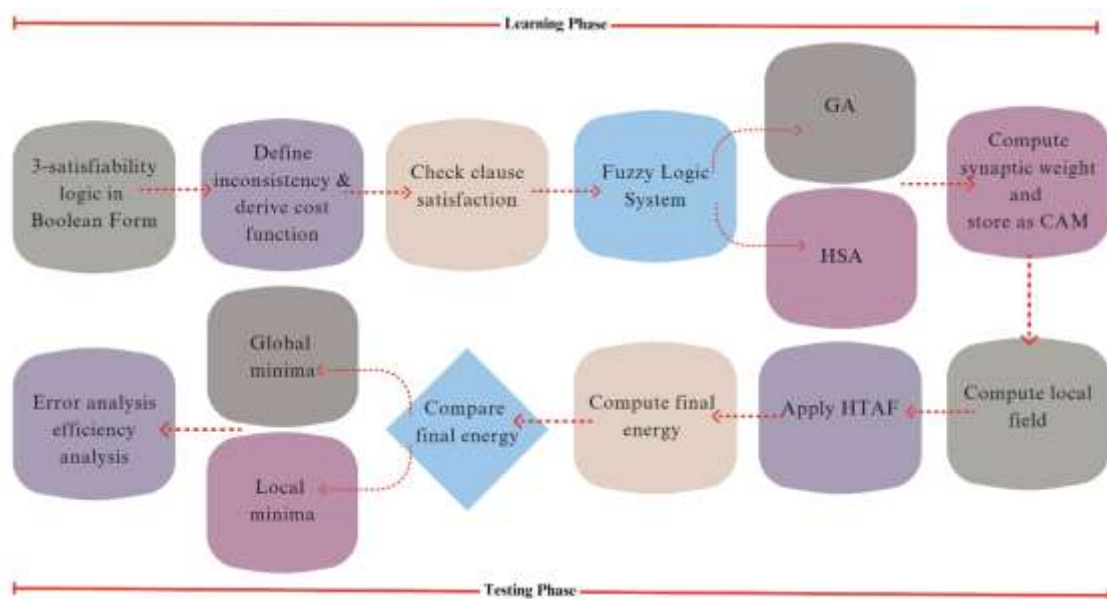 Learning Phase
3-satisfiability
logic in
Boolean Form
Define
inconsistency &
derive cost
function
Check clause
satisfaction
Fuzzy Logic
System
GA
HSA
Compute
synaptic weight
and
store as CAM
Compute local
field
Apply HTAF
Compute final
energy
Compare
final energy
Global
minima
Local
minima
Error analysis
efficiency
analysis
Testing Phase